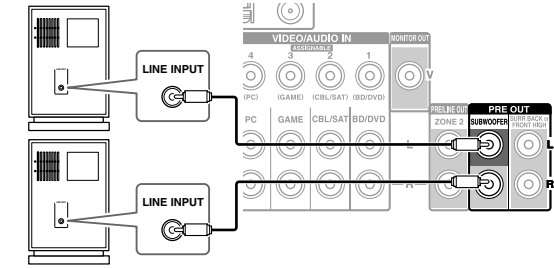 VIDEO/AUDIO IN
MONITOR OUT
ASSIGNABLE
4 3 2 1
(PC) (GAME) (CBL/SAT) (BD/DVD)
V
LINE INPUT
PRE/LINE OUT
PRE OUT
PC GAME CBL/SAT BD/DVD
ZONE 2
SUBWOOFER
SURR BACK or
FRONT HIGH
L
L
R
R
LINE INPUT